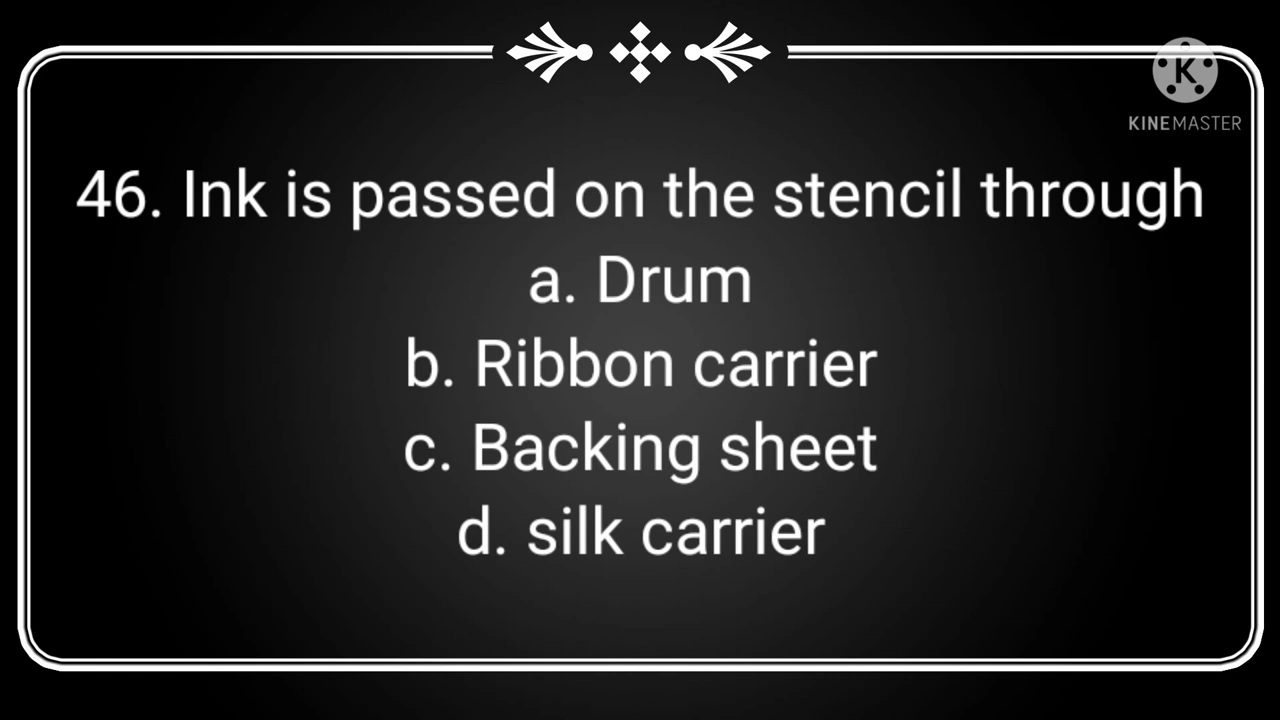 K
KINEMASTER
46. Ink is passed on the stencil through
a. Drum
b. Ribbon carrier
c. Backing sheet
d. silk carrier